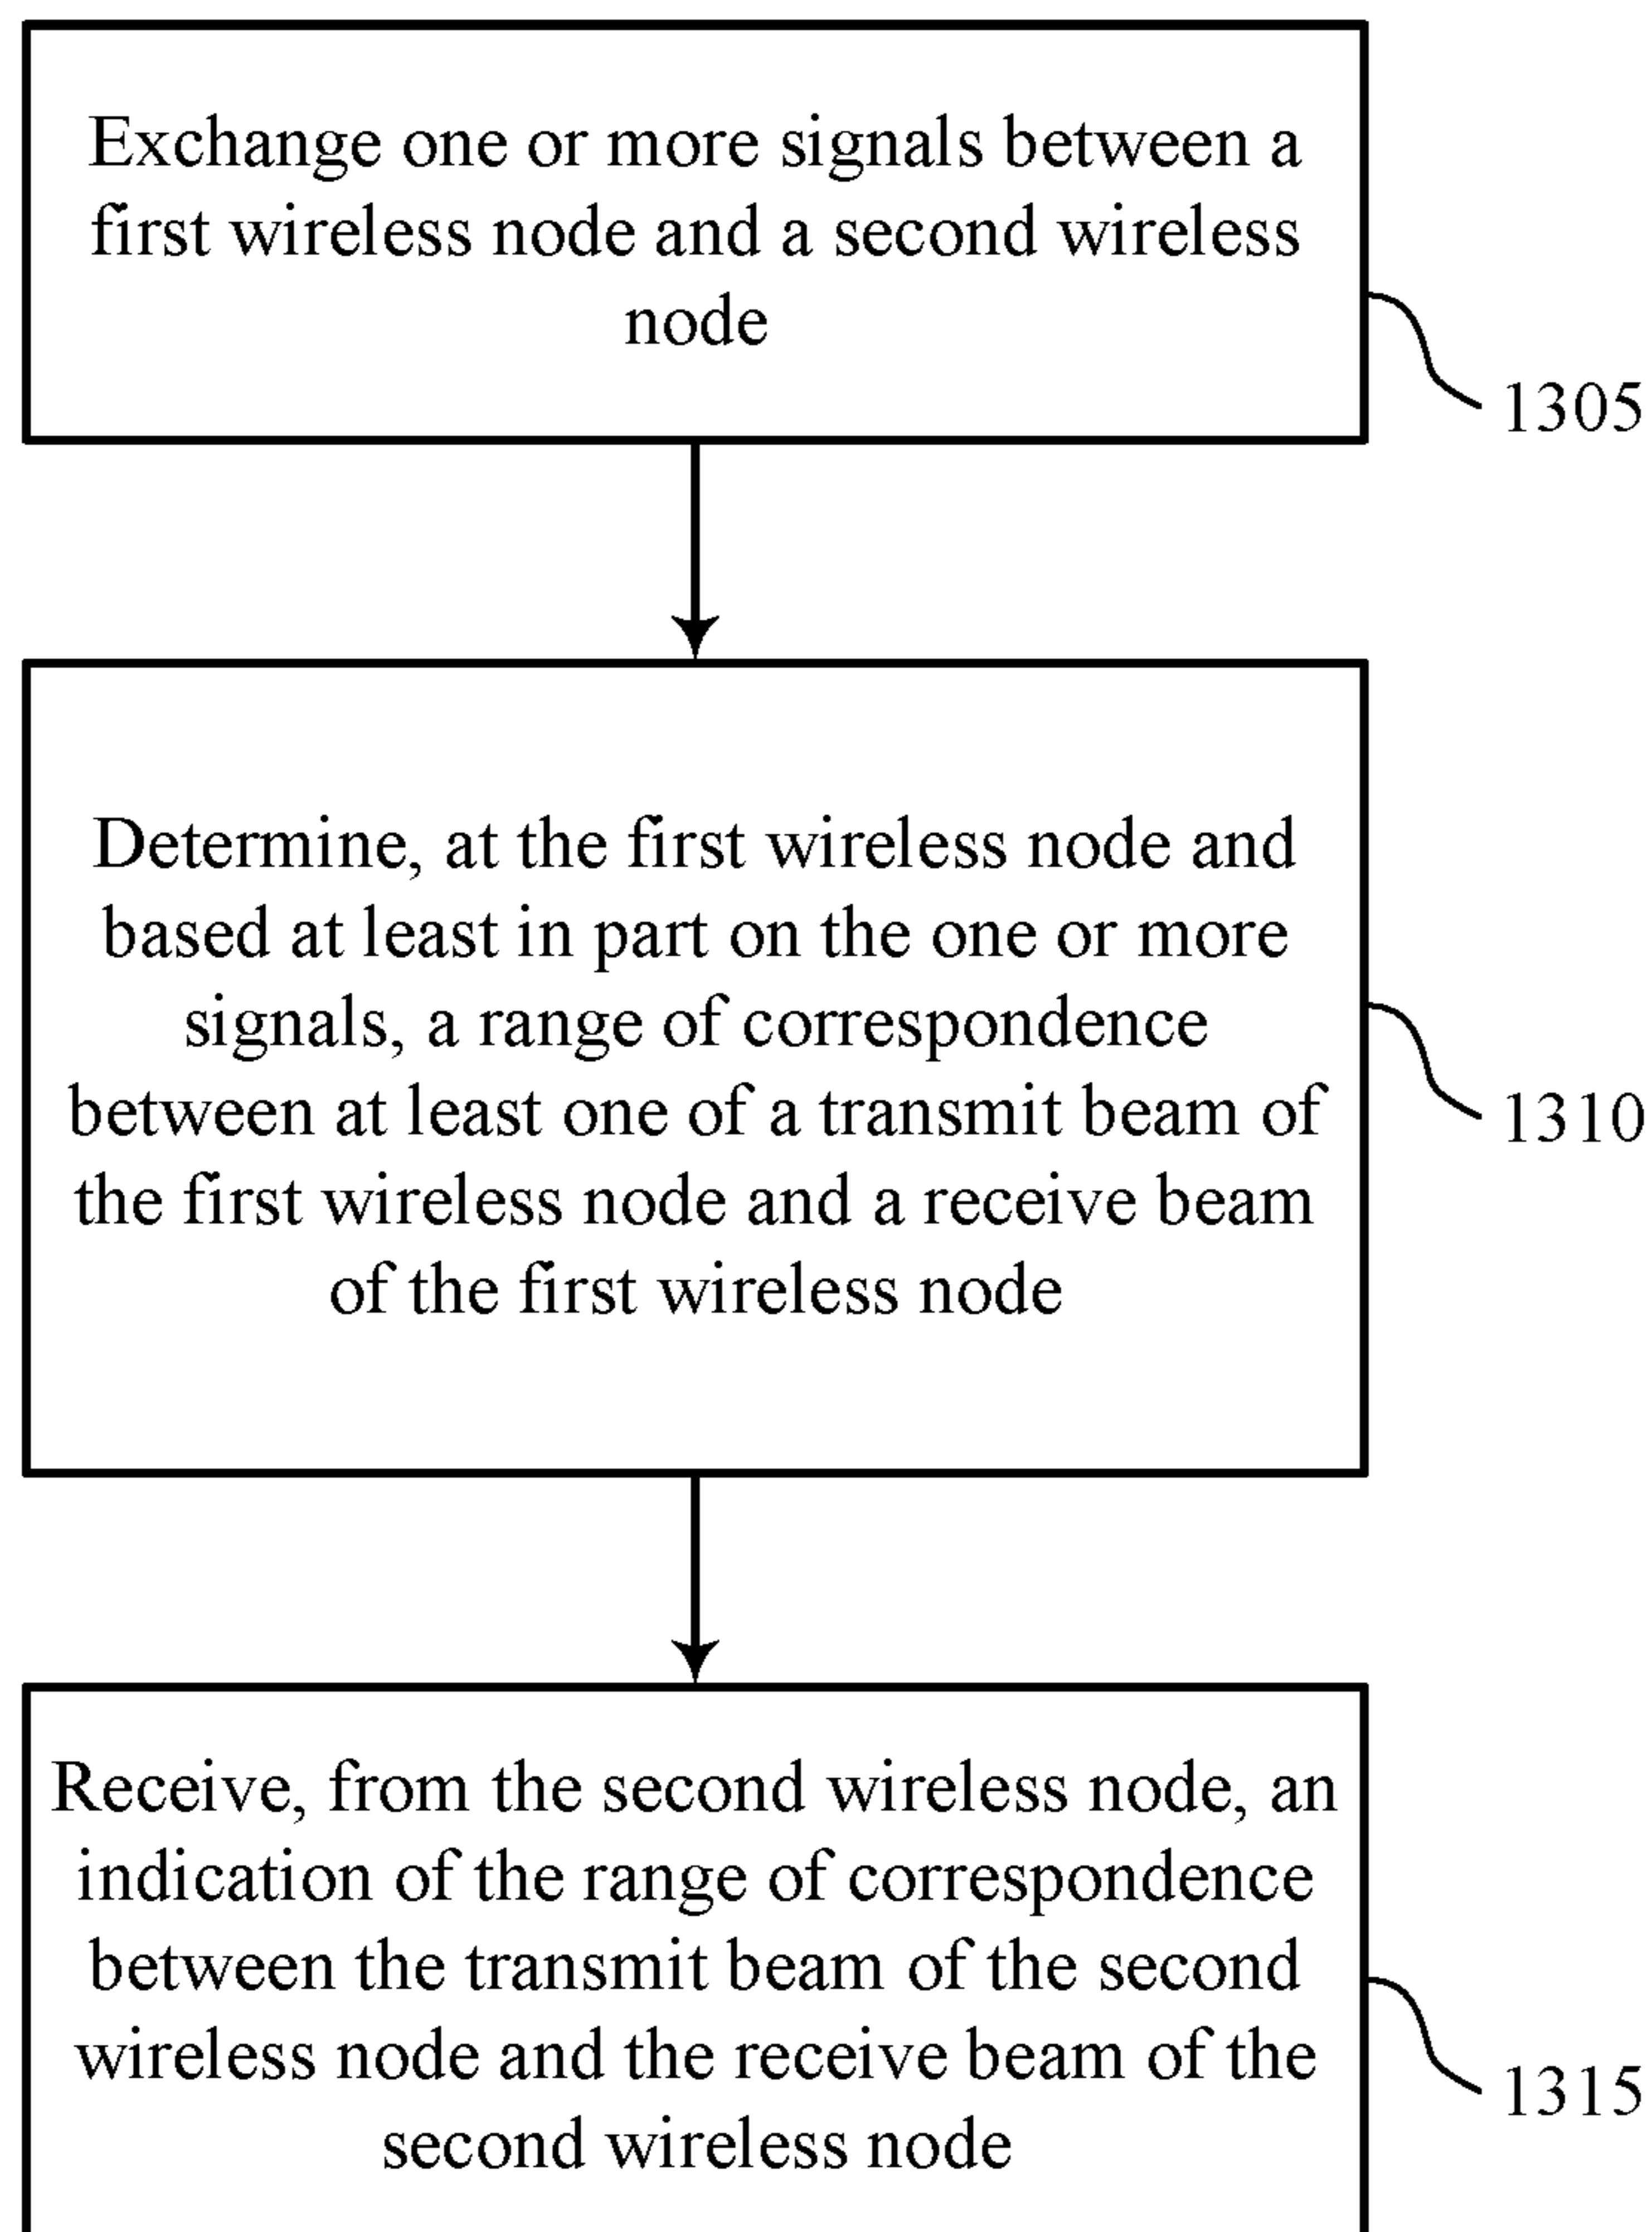 Exchange one or more signals between a
first wireless node and a second wireless
node
1305
Determine, at the first wireless node and
based at least in part on the one or more
signals, a range of correspondence
between at least one of a transmit beam of
the first wireless node and a receive beam
of the first wireless node
1310
Receive, from the second wireless node, an
indication of the range of correspondence
between the transmit beam of the second
wireless node and the receive beam of the
second wireless node
1315